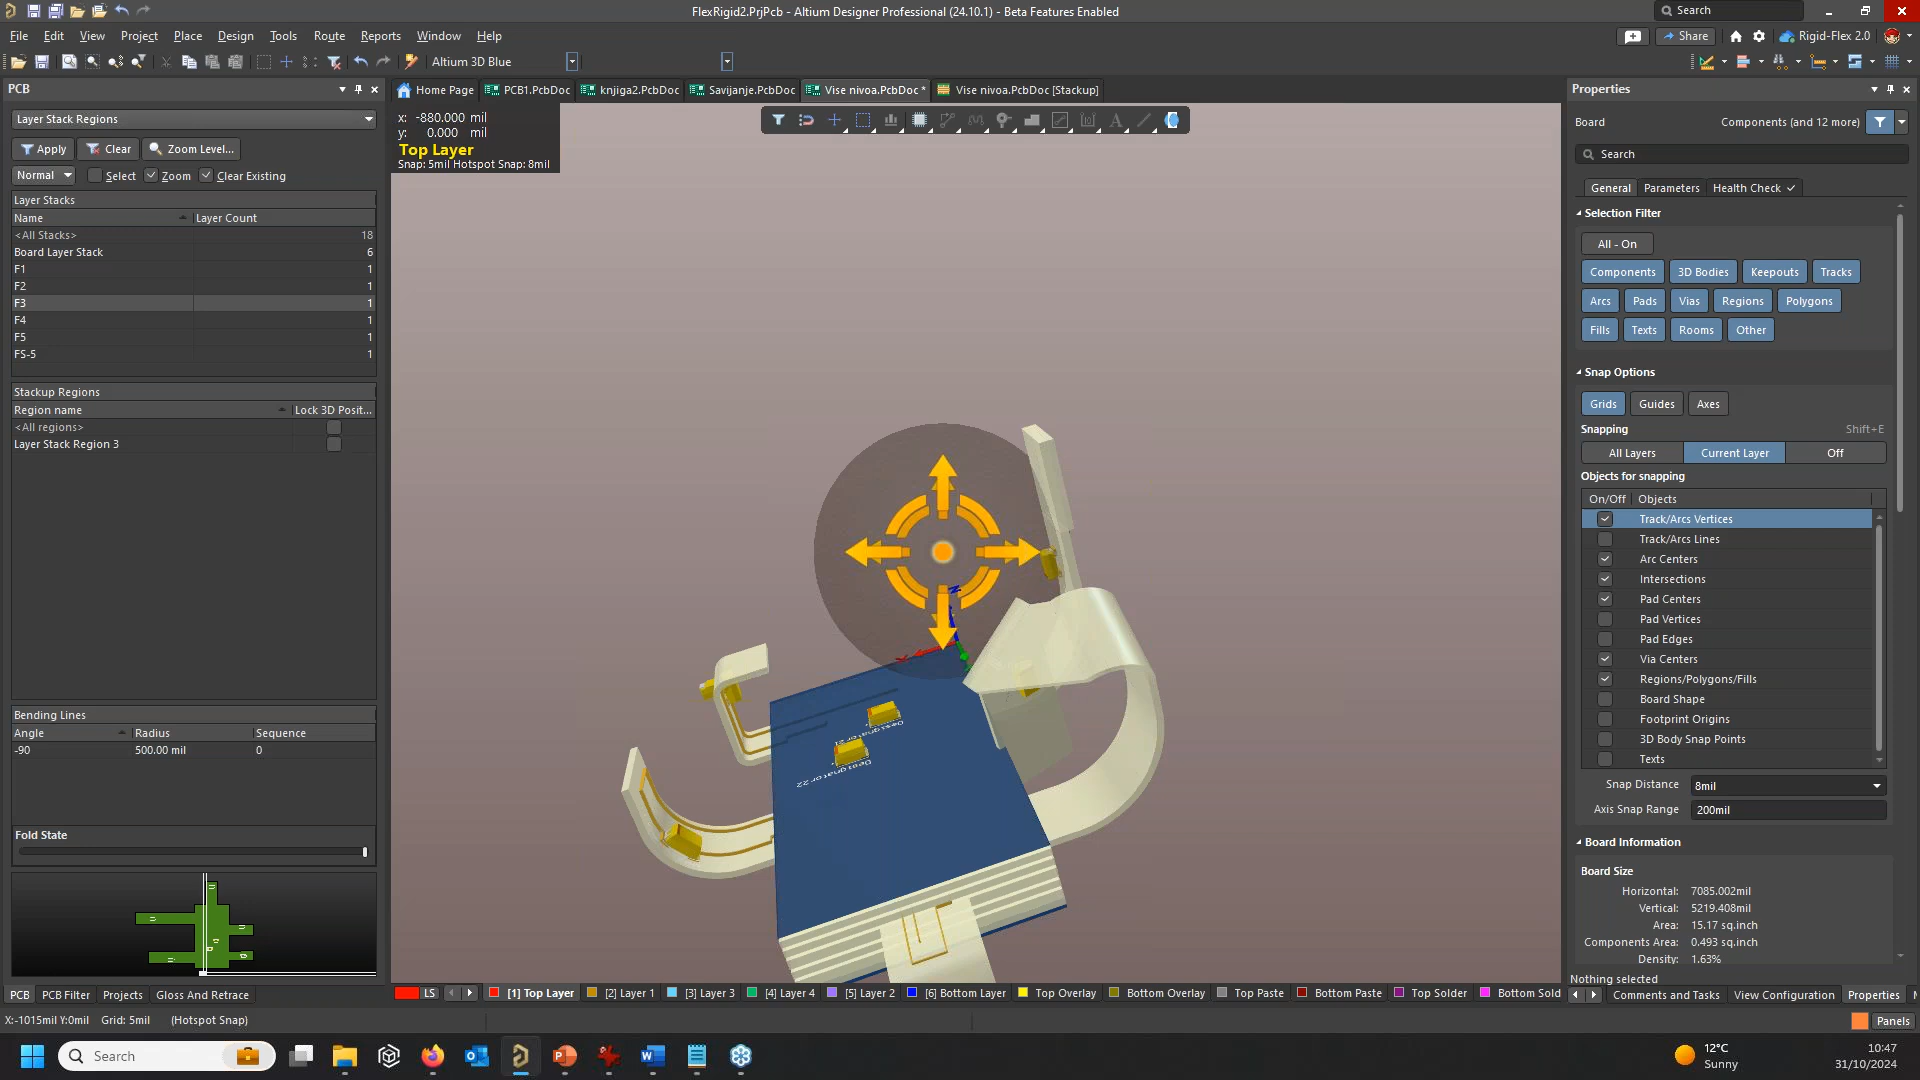 FlexRigid2.PrjPcb - Altium Designer Professional (24.10.1) - Beta Features Enabled
Search
File Edit View Project Place Design Tools Route Reports Window Help
Share
Rigid-Flex 2.0
Altium 3D Blue
PCB
Home Page
PCB1.PcbDoc
knjiga2.PcbDoc
Savijanje.PcbDoc
Vise nivoa.PcbDoc *
Vise nivoa.PcbDoc [Stackup]
Layer Stack Regions
Apply Clear Zoom Level...
Normal Select Zoom Clear Existing
Layer Stacks
Name Layer Count
<All Stacks> 18
Board Layer Stack 6
F1 1
F2 1
F3 1
F4 1
F5 1
FS-5 1
Stackup Regions
Region name Lock 3D Posit...
<All regions>
Layer Stack Region 3
Bending Lines
Angle Radius Sequence
-90 500.00 mil 0
Fold State
PCB PCB Filter Projects Gloss And Retrace
x: -880.000 mil
y: 0.000 mil
Top Layer
Snap: 5mil Hotspot Snap: 8mil
Designator22
LS [1] Top Layer [2] Layer 1 [3] Layer 3 [4] Layer 4 [5] Layer 2 [6] Bottom Layer Top Overlay Bottom Overlay Top Paste Bottom Paste Top Solder Bottom Sold
Properties
Board Components (and 12 more)
Search
General Parameters Health Check
Selection Filter
All - On
Components 3D Bodies Keepouts Tracks
Arcs Pads Vias Regions Polygons
Fills Texts Rooms Other
Snap Options
Grids Guides Axes
Snapping Shift+E
All Layers Current Layer Off
Objects for snapping
On/Off Objects
Track/Arcs Vertices
Track/Arcs Lines
Arc Centers
Intersections
Pad Centers
Pad Vertices
Pad Edges
Via Centers
Regions/Polygons/Fills
Board Shape
Footprint Origins
3D Body Snap Points
Texts
Snap Distance 8mil
Axis Snap Range 200mil
Board Information
Board Size
Horizontal: 7085.002mil
Vertical: 5219.408mil
Area: 15.17 sq.inch
Components Area: 0.493 sq.inch
Density: 1.63%
Nothing selected
Comments and Tasks View Configuration Properties
X:-1015mil Y:0mil Grid: 5mil (Hotspot Snap)
Panels
Search
12°C
Sunny
10:47
31/10/2024